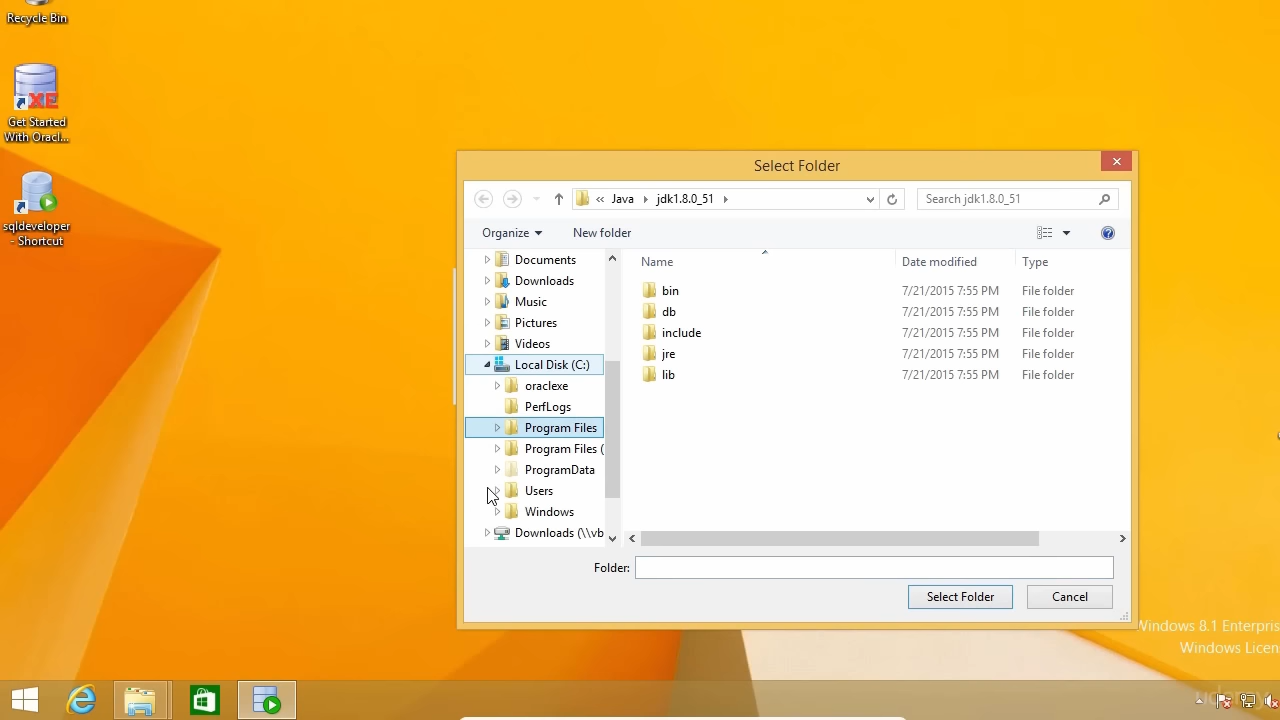 Recycle Bin
XE
Get Started
With Oracl...
sqldeveloper
- Shortcut
Select Folder
« Java jdk1.8.0_51
Search jdk1.8.0_51
Organize New folder
Documents
Downloads
Music
Pictures
Videos
Local Disk (C:)
oraclexe
PerfLogs
Program Files
Program Files (
ProgramData
Users
Windows
Downloads (\\vb
Name Date modified Type
bin 7/21/2015 7:55 PM File folder
db 7/21/2015 7:55 PM File folder
include 7/21/2015 7:55 PM File folder
jre 7/21/2015 7:55 PM File folder
lib 7/21/2015 7:55 PM File folder
Folder:
Select Folder Cancel
Windows 8.1 Enterpris
Windows Licen